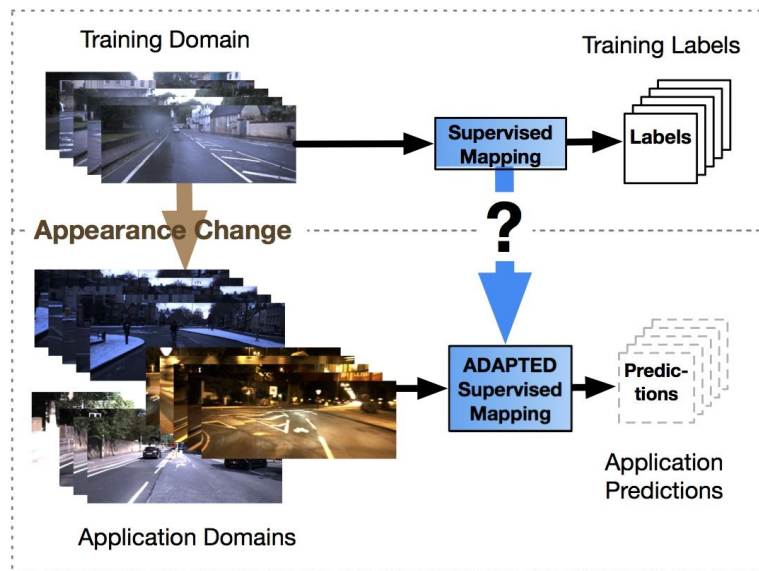 Training Domain
Training Labels
Supervised
Mapping
Labels
Appearance Change
?
ADAPTED
Supervised
Mapping
Predic-
tions
Application
Predictions
Application Domains